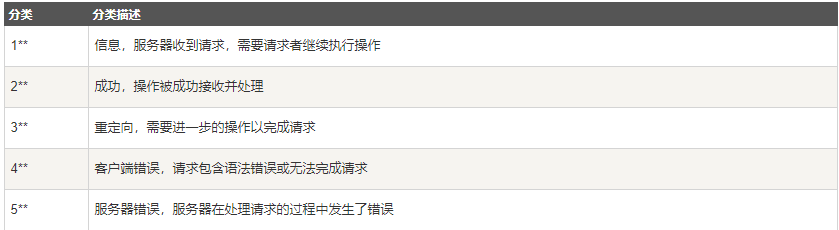 分类 分类描述
1** 信息，服务器收到请求，需要请求者继续执行操作
2** 成功，操作被成功接收并处理
3** 重定向，需要进一步的操作以完成请求
4** 客户端错误，请求包含语法错误或无法完成请求
5** 服务器错误，服务器在处理请求的过程中发生了错误